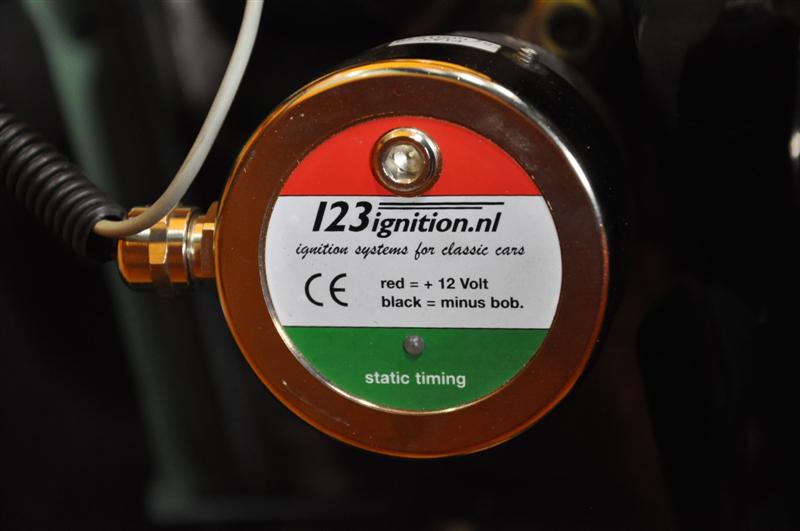 123ignition.nl
ignition systems for classic cars
CE
red = + 12 Volt
black = minus bob.
static timing